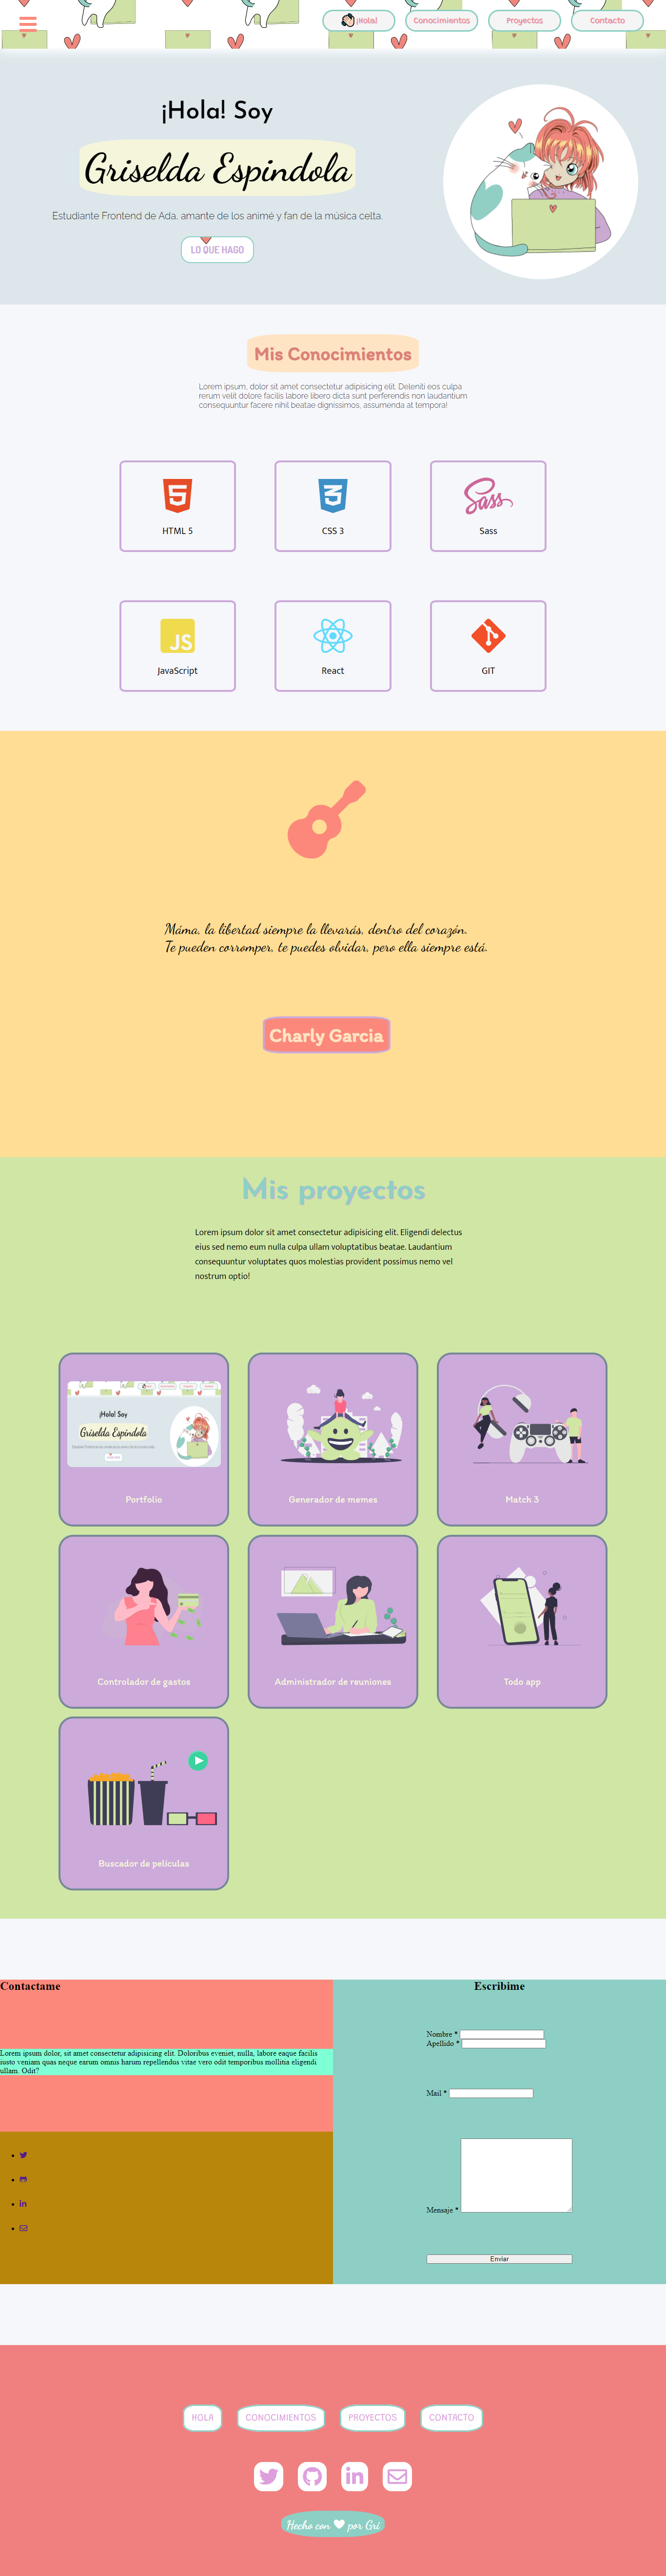 ¡Hola!
Conocimientos
Proyectos
Contacto
¡Hola! Soy
Griselda Espindola
Estudiante Frontend de Ada, amante de los animé y fan de la música celta.
LO QUE HAGO
Mis Conocimientos
Lorem ipsum, dolor sit amet consectetur adipisicing elit. Deleniti eos culpa
rerum velit dolore facilis labore libero dicta sunt perferendis non laudantium
consequuntur facere nihil beatae dignissimos, assumenda at tempora!
HTML 5
CSS 3
Sass
Sass
JS
JavaScript
React
GIT
Máma, la libertad siempre la llevarás, dentro del corazón.
Te pueden corromper, te puedes olvidar, pero ella siempre está.
Charly Garcia
Mis proyectos
Lorem ipsum dolor sit amet consectetur adipisicing elit. Eligendi delectus
eius sed nemo eum nulla culpa ullam voluptatibus beatae. Laudantium
consequuntur voluptates quos molestias provident possimus nemo vel
nostrum optio!
¡Hola! Soy
Griselda Espindola
Portfolio
Generador de memes
Match 3
Controlador de gastos
Administrador de reuniones
Todo app
Buscador de películas
Contactame
Lorem ipsum dolor, sit amet consectetur adipisicing elit. Doloribus eveniet, nulla, labore eaque facilis
iusto veniam quas neque earum omnis harum repellendus vitae vero odit temporibus mollitia eligendi
ullam. Odit?
Escribime
Nombre *
Apellido *
Mail *
Mensaje *
Enviar
HOLA
CONOCIMIENTOS
PROYECTOS
CONTACTO
Hecho con ♥ por Gri